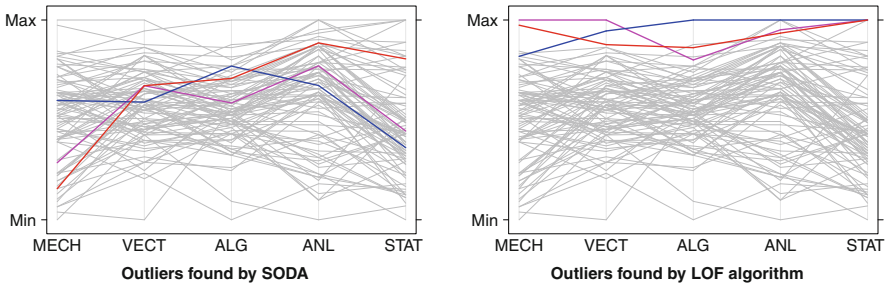 Max
Min
MECH VECT ALG ANL STAT
Outliers found by SODA
Max
Min
MECH VECT ALG ANL STAT
Outliers found by LOF algorithm